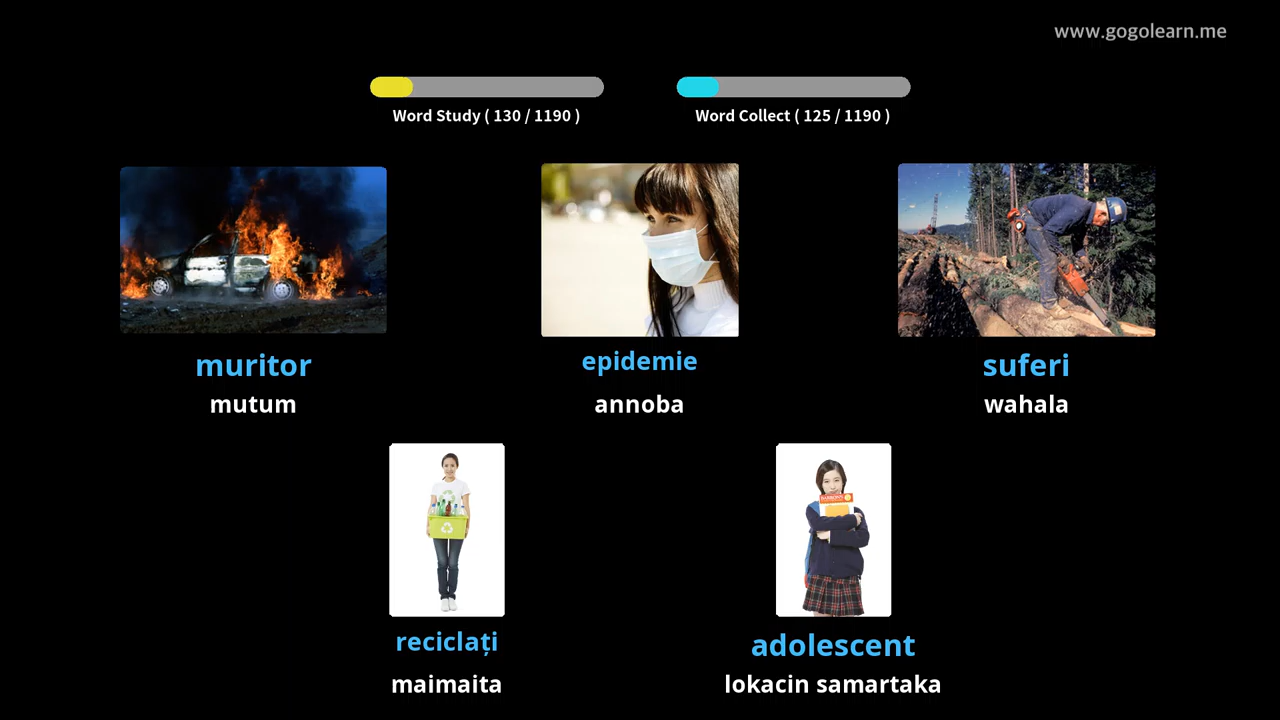 www.gogolearn.me
Word Study ( 130 / 1190 )
Word Collect ( 125 / 1190 )
muritor
mutum
epidemie
annoba
suferi
wahala
reciclați
maimaita
adolescent
lokacin samartaka